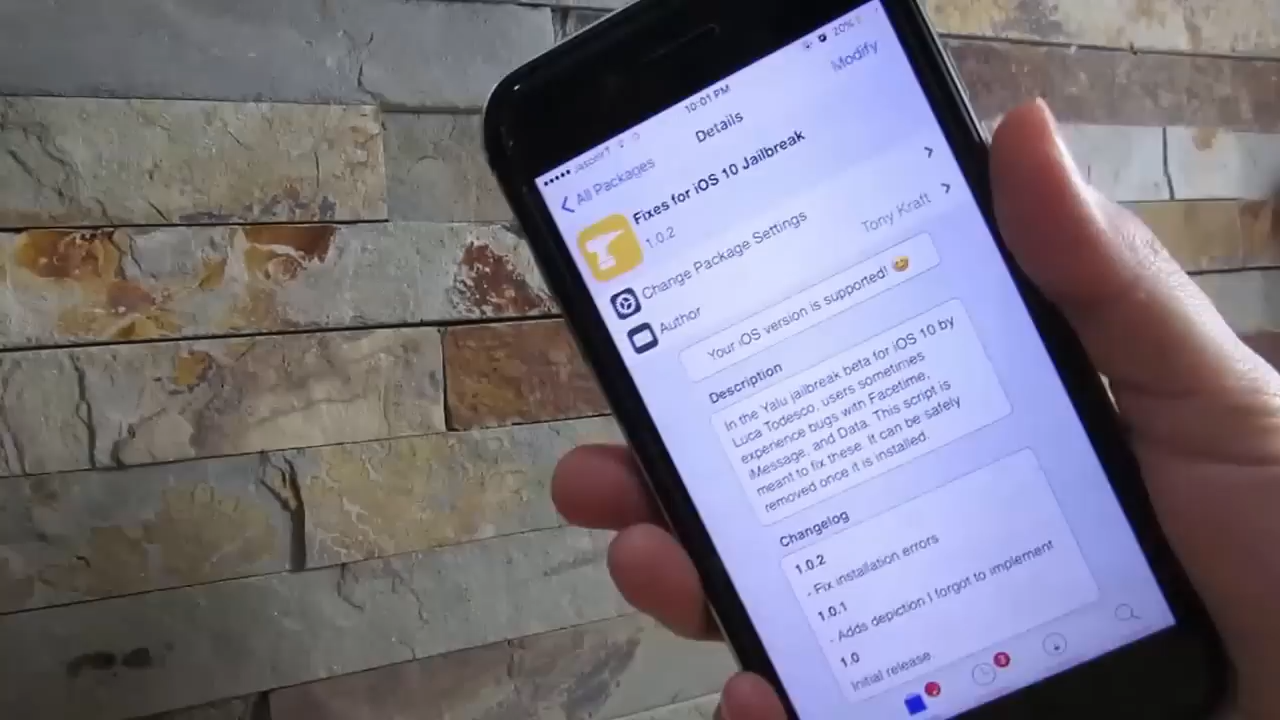 10:01 PM
20%
All Packages
Details
Modify
Fixes for iOS 10 Jailbreak
1.0.2
Change Package Settings
Author
Tony Kraft
Your iOS version is supported! 😄
Description
In the Yalu jailbreak beta for iOS 10 by
Luca Todesco, users sometimes
experience bugs with Facetime,
iMessage, and Data. This script is
meant to fix these. It can be safely
removed once it is installed.
Changelog
1.0.2
- Fix installation errors
1.0.1
- Adds depiction I forgot to implement
1.0
Initial release
3